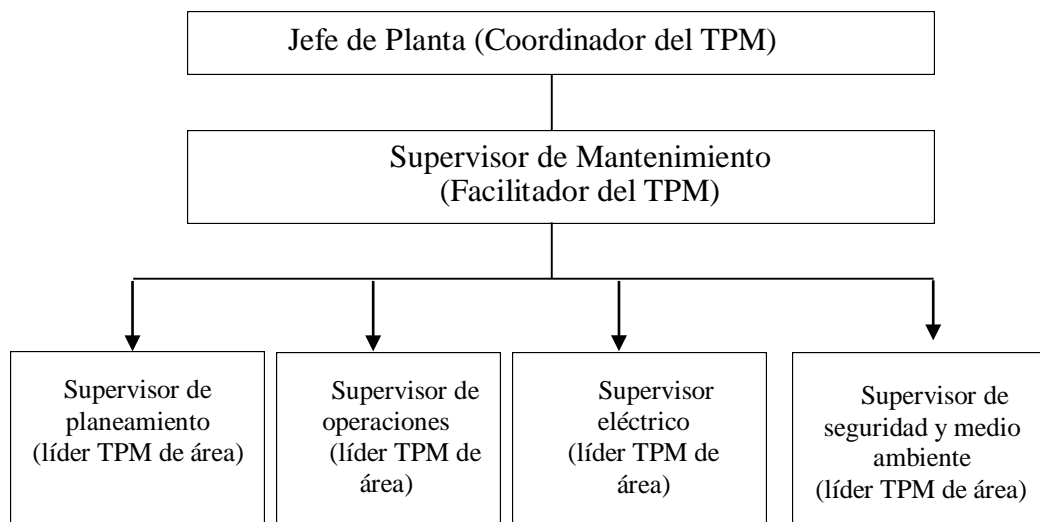 Jefe de Planta (Coordinador del TPM)
Supervisor de Mantenimiento
(Facilitador del TPM)
Supervisor de
planeamiento
(líder TPM de área)
Supervisor de
operaciones
(líder TPM de
área)
Supervisor
eléctrico
(líder TPM de
área)
Supervisor de
seguridad y medio
ambiente
(líder TPM de área)